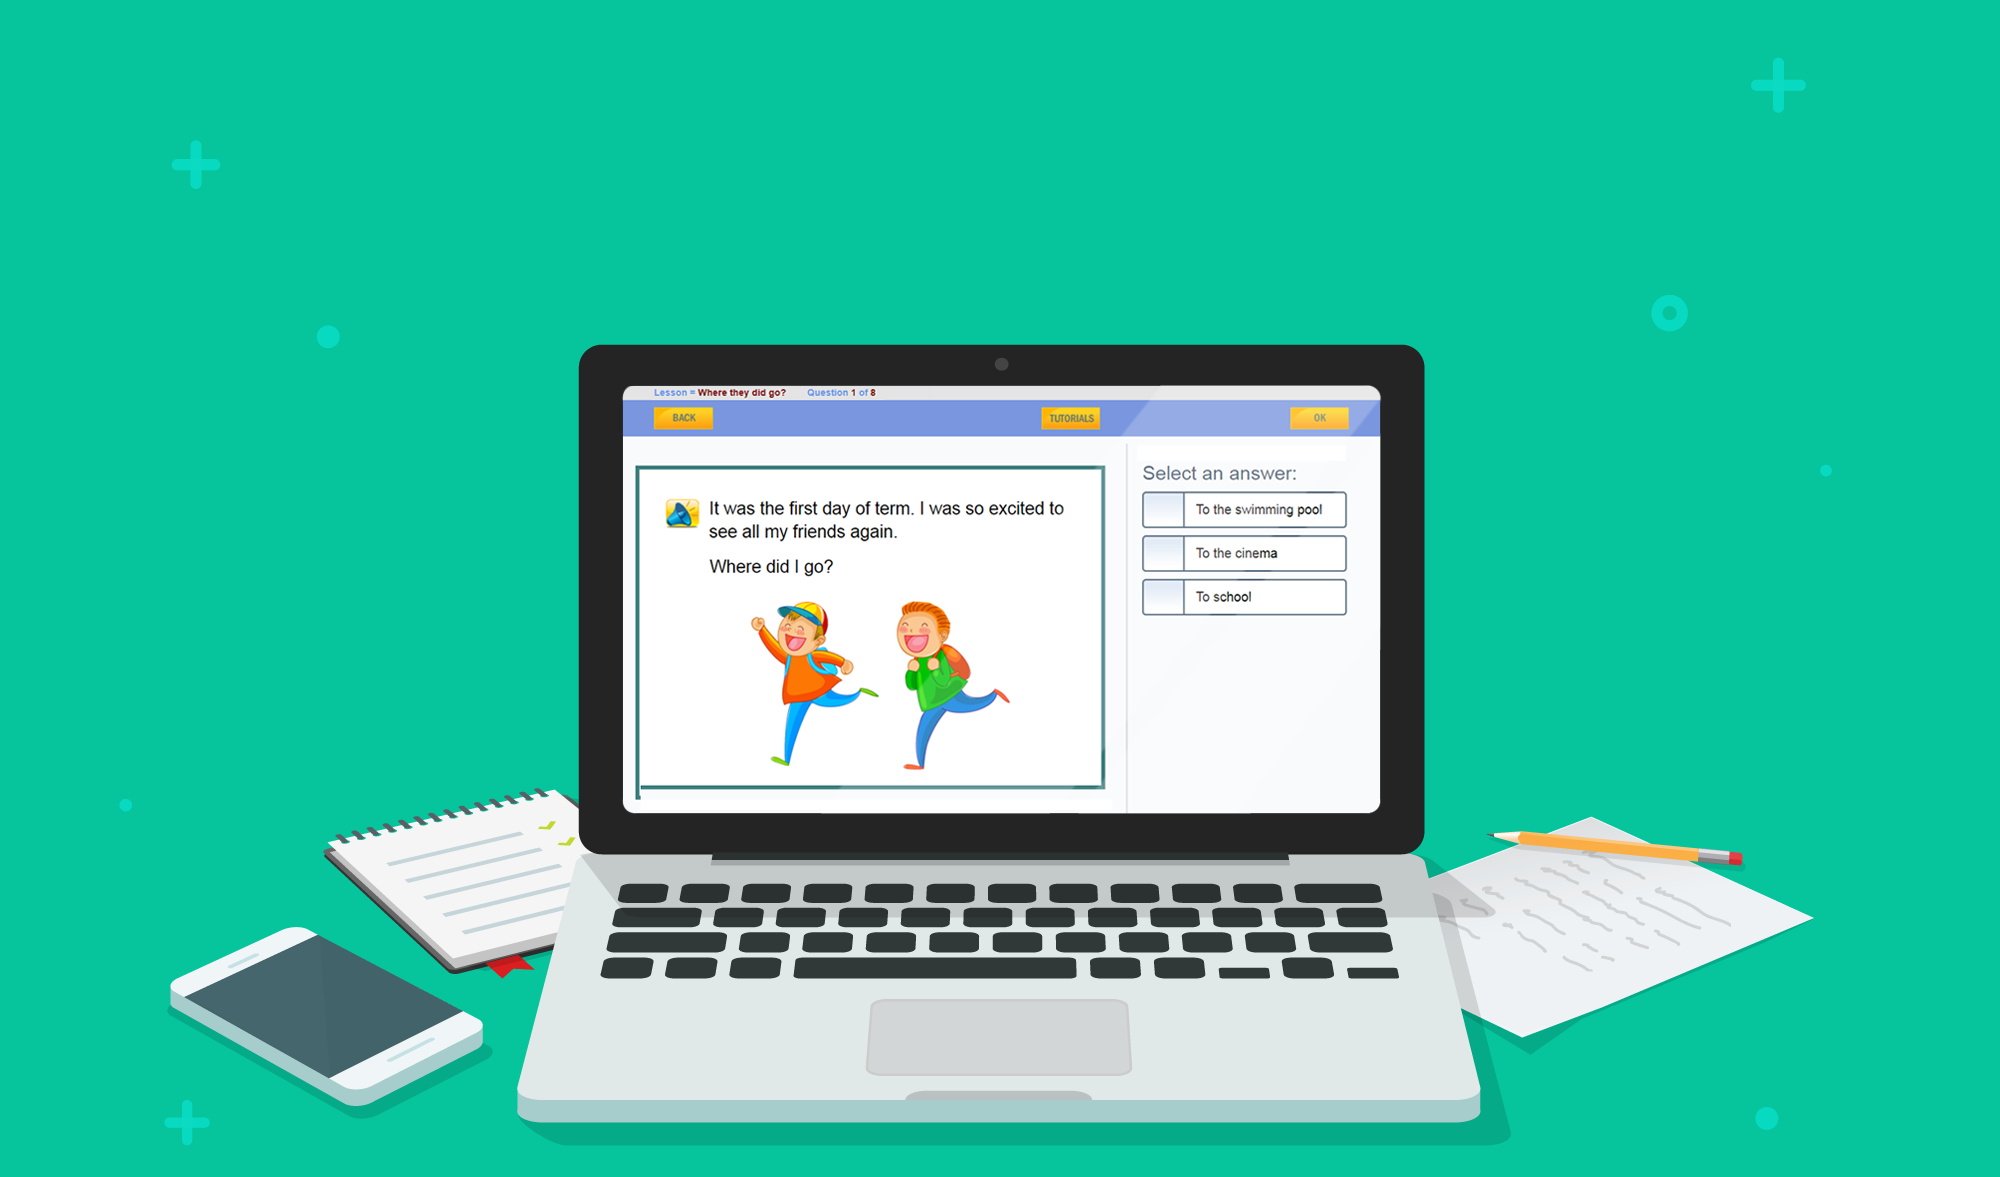 Lesson = Where they did go? Question 1 of 8
BACK
TUTORIALS
OK
It was the first day of term. I was so excited to
see all my friends again.
Where did I go?
Select an answer:
To the swimming pool
To the cinema
To school